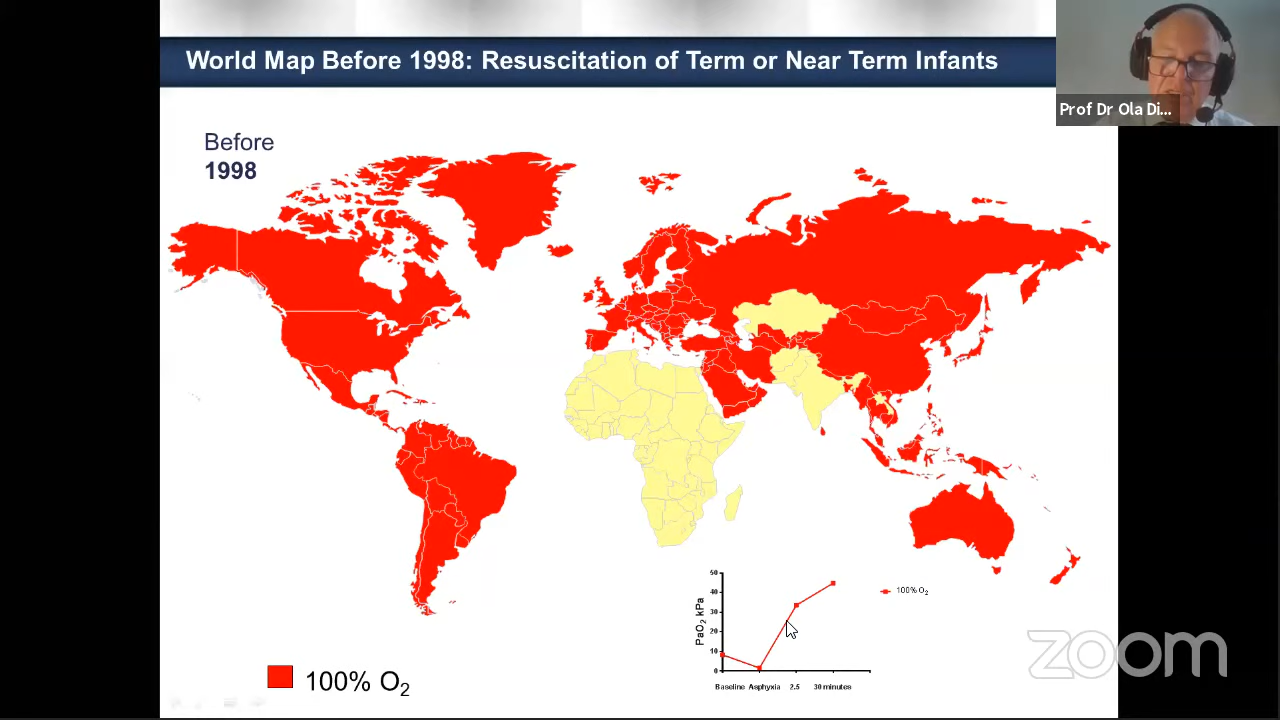 World Map Before 1998: Resuscitation of Term or Near Term Infants
Prof Dr Ola Di...
Before
1998
50
40
30
20
10
0
PaO2 kPa
100% O2
Baseline Asphyxia 2.5 30 minutes
100% O2
zoom